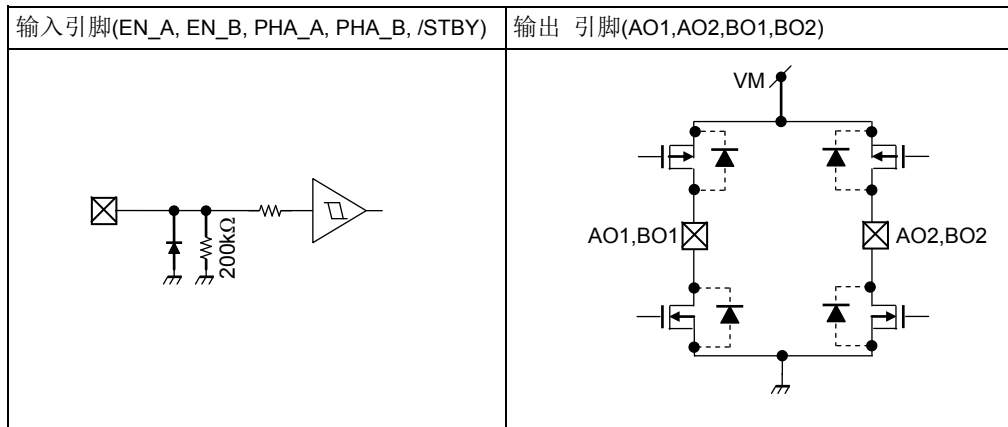 输入引脚(EN_A, EN_B, PHA_A, PHA_B, /STBY)
输出 引脚(AO1,AO2,BO1,BO2)
200kΩ
VM
AO1,BO1
AO2,BO2